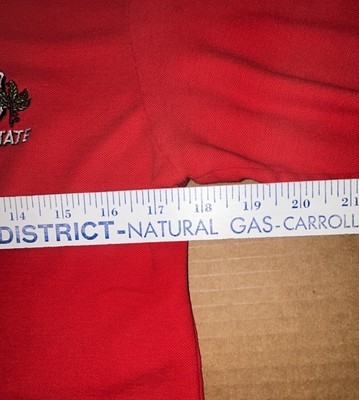 TATE
14 15 16 17 18 19 20 21
DISTRICT-NATURAL GAS-CARROLL